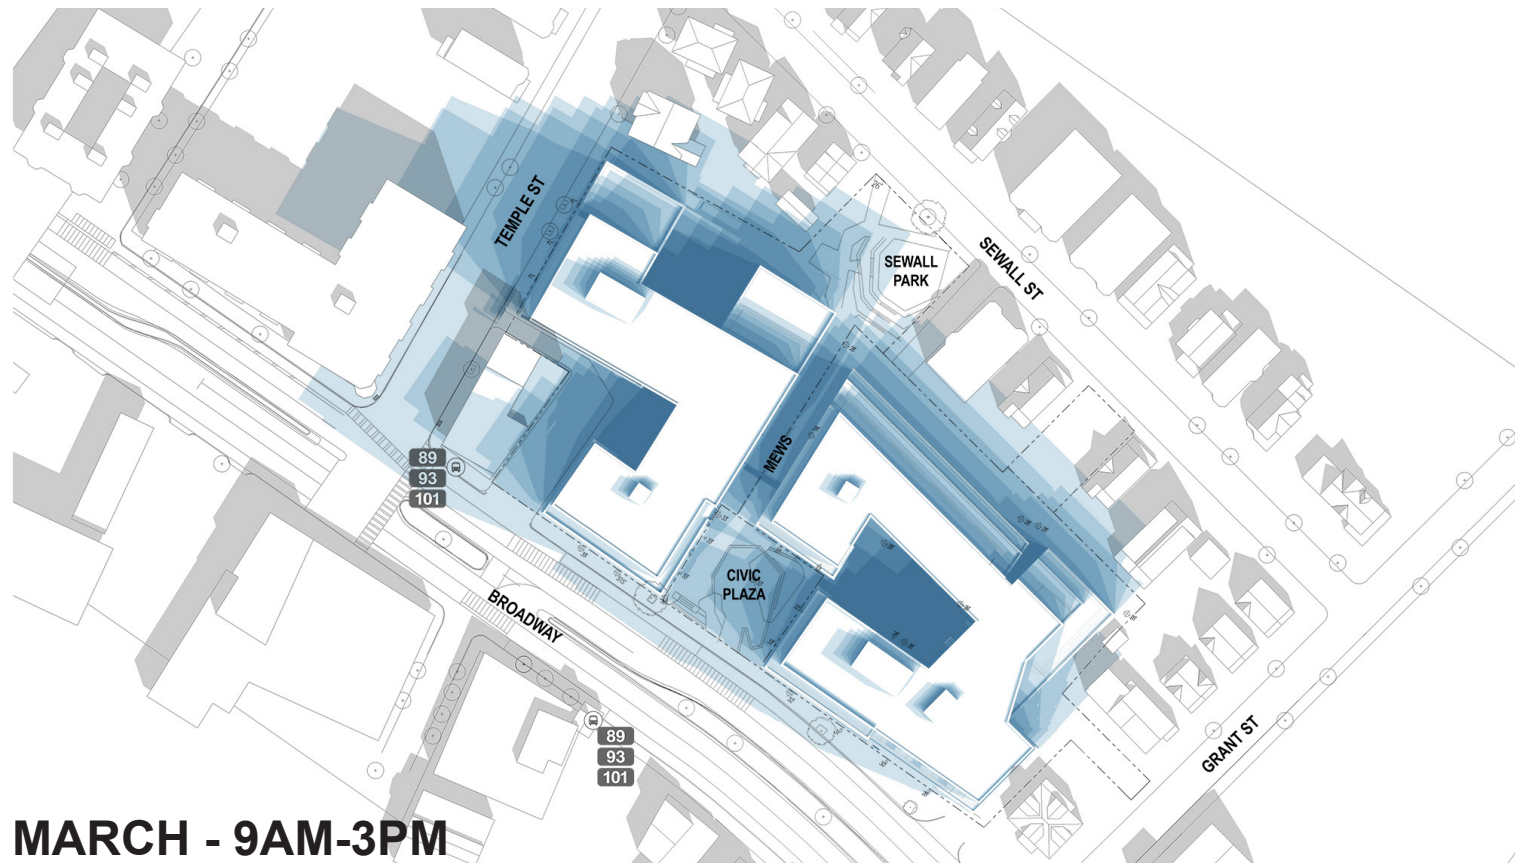 TEMPLE ST
26'
SEWALL
PARK
SEWALL ST
MEWS
89
93
101
CIVIC
PLAZA
BROADWAY
89
93
101
GRANT ST
MARCH - 9AM-3PM